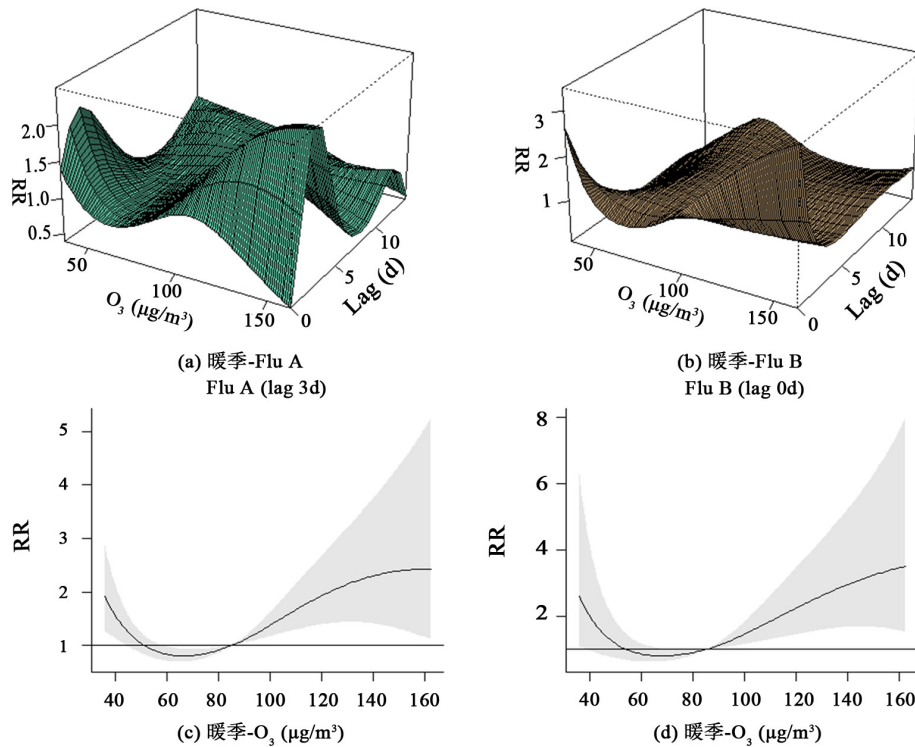 2.0
1.5
1.0
0.5
RR
50
100
150
O₃ (μg/m³)
0
5
10
Lag (d)
3
2
1
RR
50
100
150
O₃ (μg/m³)
0
5
10
Lag (d)
(a) 暖季-Flu A
(b) 暖季-Flu B
Flu A (lag 3d)
Flu B (lag 0d)
5
4
3
2
1
RR
40 60 80 100 120 140 160
(c) 暖季-O₃ (μg/m³)
8
6
4
2
RR
40 60 80 100 120 140 160
(d) 暖季-O₃ (μg/m³)